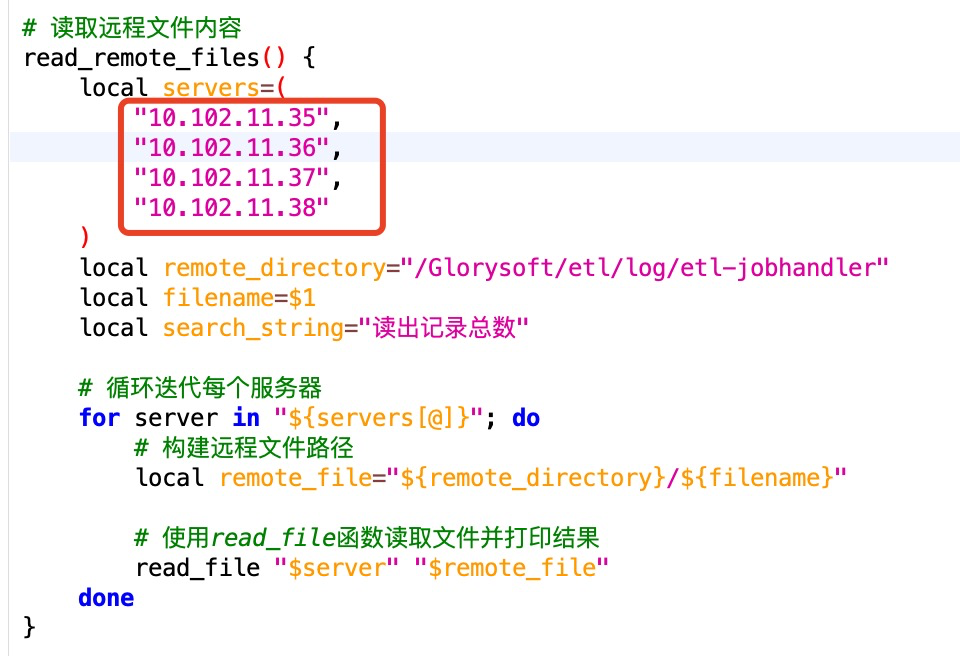 # 读取远程文件内容
read_remote_files() {
    local servers=(
        "10.102.11.35",
        "10.102.11.36",
        "10.102.11.37",
        "10.102.11.38"
    )
    local remote_directory="/Glorysoft/etl/log/etl-jobhandler"
    local filename=$1
    local search_string="读出记录总数"
    # 循环迭代每个服务器
    for server in "${servers[@]}"; do
        # 构建远程文件路径
        local remote_file="${remote_directory}/${filename}"
        # 使用read_file函数读取文件并打印结果
        read_file "$server" "$remote_file"
    done
}